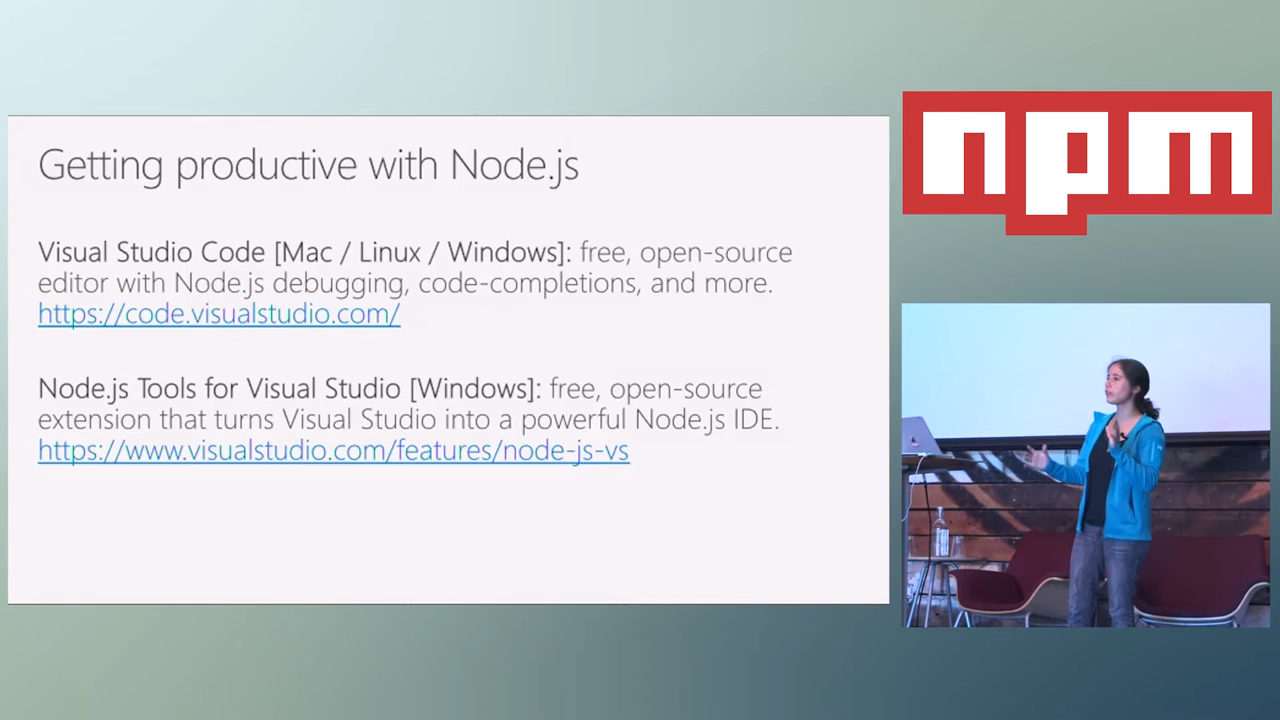 Getting productive with Node.js
Visual Studio Code [Mac / Linux / Windows]: free, open-source
editor with Node.js debugging, code-completions, and more.
https://code.visualstudio.com/
Node.js Tools for Visual Studio [Windows]: free, open-source
extension that turns Visual Studio into a powerful Node.js IDE.
https://www.visualstudio.com/features/node-js-vs
npm